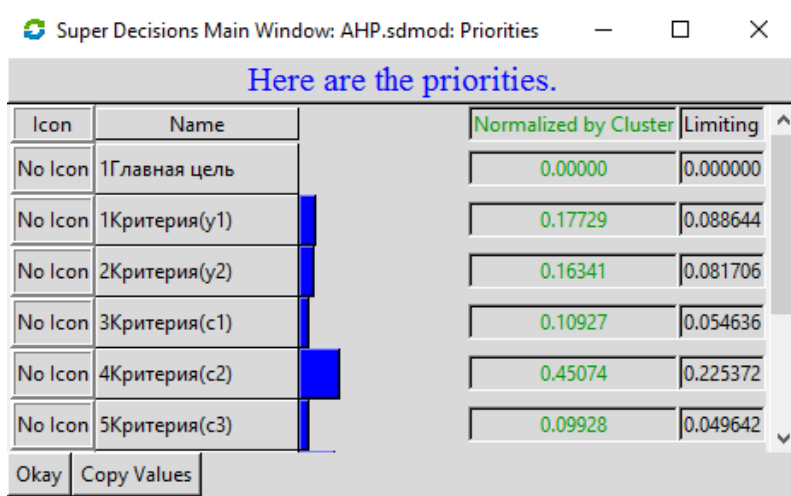 Super Decisions Main Window: AHP.sdmod: Priorities
Here are the priorities.
Icon Name Normalized by Cluster Limiting
No Icon 1Главная цель 0.00000 0.000000
No Icon 1Критерия(у1) 0.17729 0.088644
No Icon 2Критерия(у2) 0.16341 0.081706
No Icon 3Критерия(с1) 0.10927 0.054636
No Icon 4Критерия(с2) 0.45074 0.225372
No Icon 5Критерия(с3) 0.09928 0.049642
Okay Copy Values